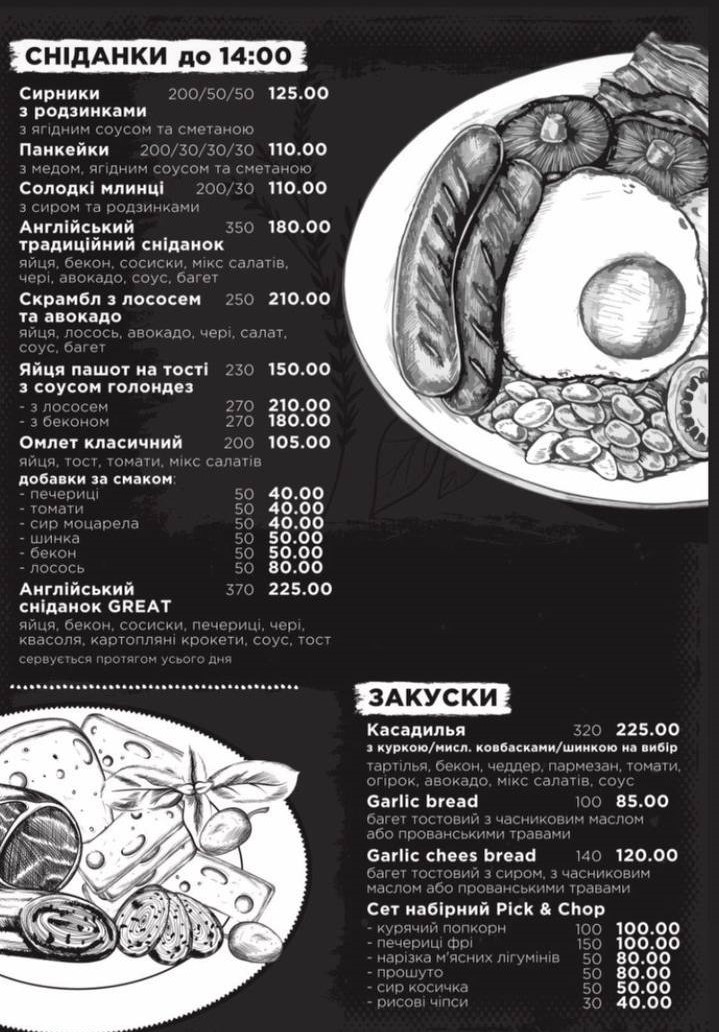 СНІДАНКИ до 14:00
Сирники 200/50/50 125.00
з родзинками
з ягідним соусом та сметаною
Панкейки 200/30/30/30 110.00
з медом, ягідним соусом та сметаною
Солодкі млинці 200/30 110.00
з сиром та родзинками
Англійський 350 180.00
традиційний сніданок
яйця, бекон, сосиски, мікс салатів,
чері, авокадо, соус, багет
Скрамбл з лососем 250 210.00
та авокадо
яйця, лосось, авокадо, чері, салат,
соус, багет
Яйця пашот на тості 230 150.00
з соусом голондез
- з лососем 270 210.00
- з беконом 270 180.00
Омлет класичний 200 105.00
яйця, тост, томати, мікс салатів
добавки за смаком:
- печериці 50 40.00
- томати 50 40.00
- сир моцарела 50 40.00
- шинка 50 50.00
- бекон 50 50.00
- лосось 50 80.00
Англійський 370 225.00
сніданок GREAT
яйця, бекон, сосиски, печериці, чері,
квасоля, картопляні крокети, соус, тост
сервується протягом усього дня
ЗАКУСКИ
Касадилья 320 225.00
з куркою/мисл. ковбасками/шинкою на вибір
тартілья, бекон, чеддер, пармезан, томати,
огірок, авокадо, мікс салатів, соус
Garlic bread 100 85.00
багет тостовий з часниковим маслом
або прованськими травами
Garlic chees bread 140 120.00
багет тостовий з сиром, з часниковим
маслом або прованськими травами
Сет набірний Pick & Chop
- курячий попкорн 100 100.00
- печериці фрі 150 100.00
- нарізка м'ясних лігумінів 50 80.00
- прошуто 50 80.00
- сир косичка 50 50.00
- рисові чіпси 30 40.00